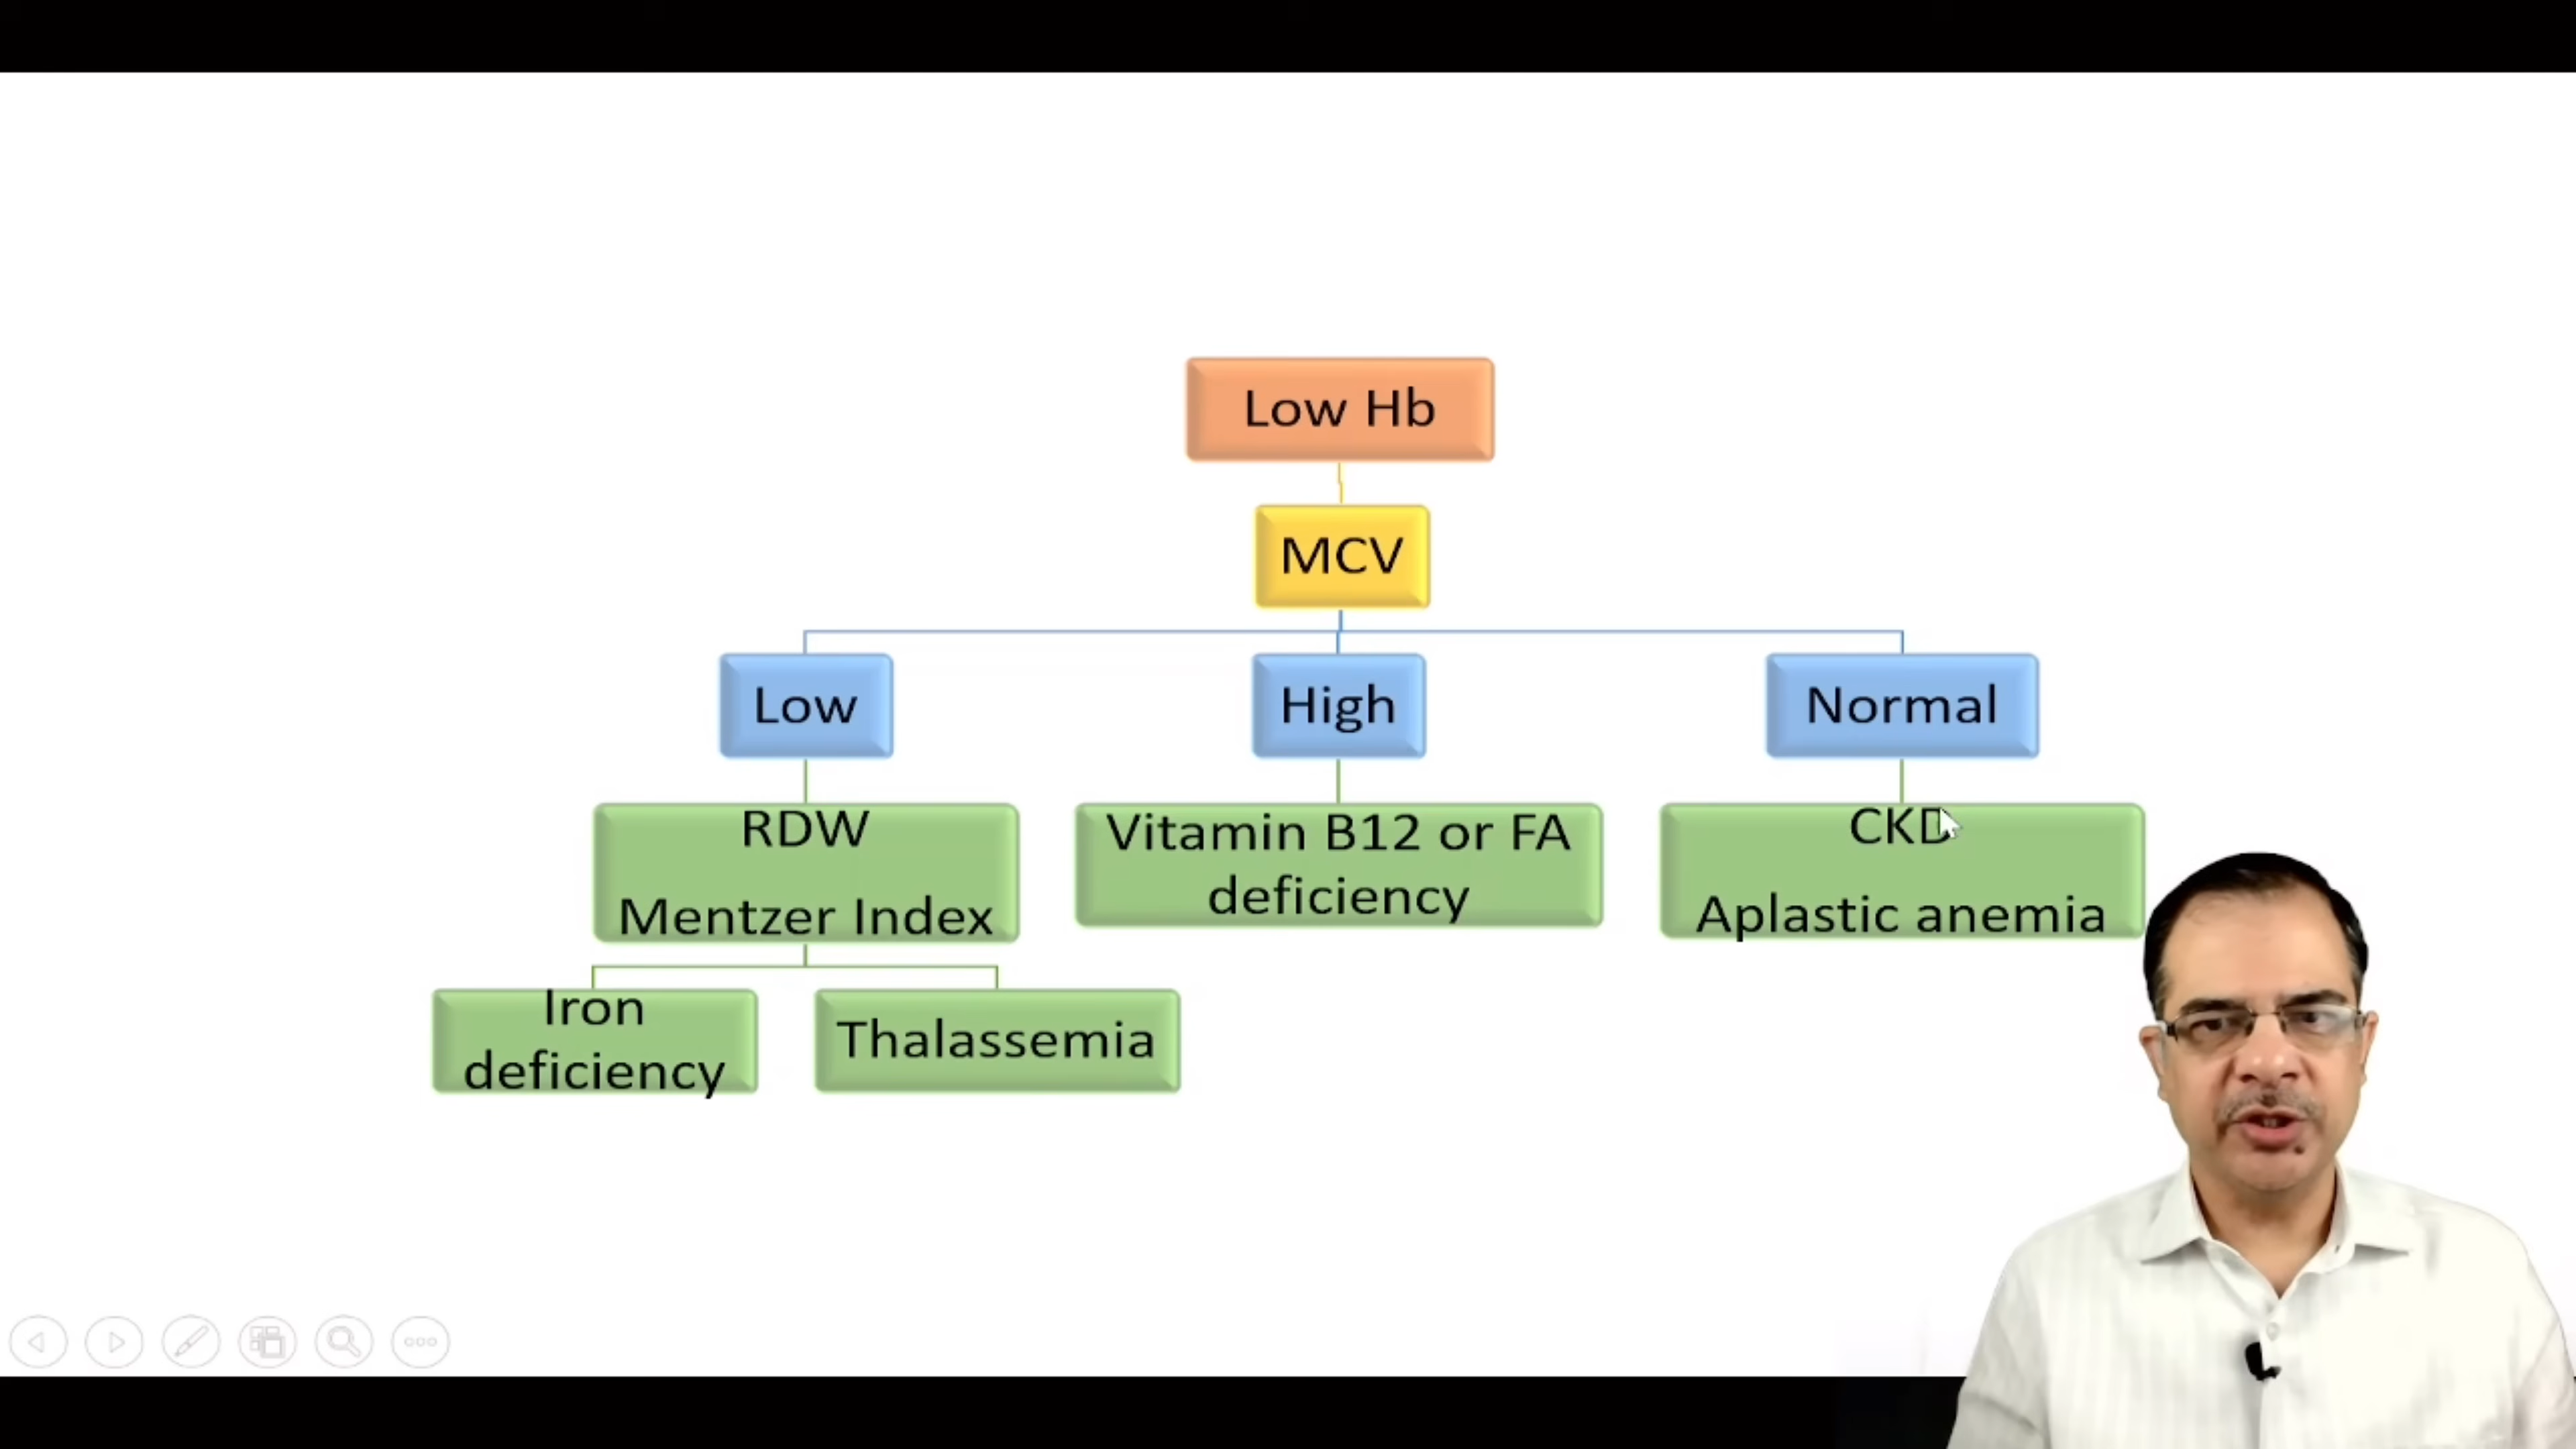 Low Hb
MCV
Low
High
Normal
RDW
Mentzer Index
Vitamin B12 or FA
deficiency
CKD
Aplastic anemia
Iron
deficiency
Thalassemia